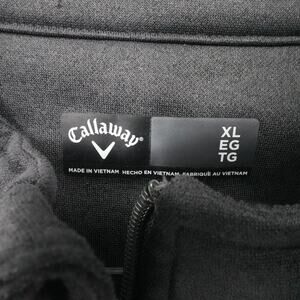 Callaway
XL
EG
TG
MADE IN VIETNAM HECHO EN VIETNAM FABRIQUÉ AU VIETNAM